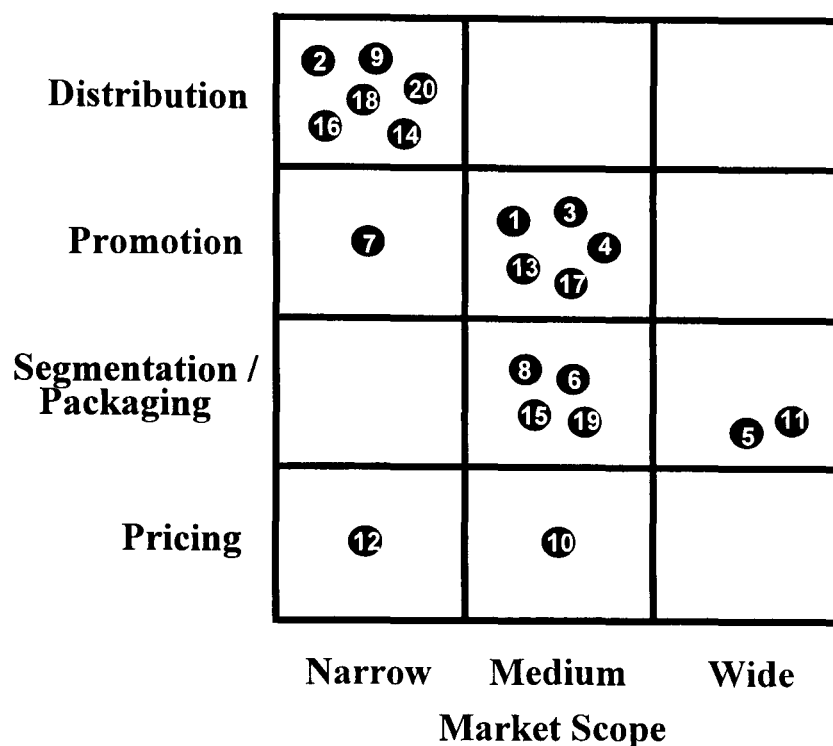 2 9
Distribution 18 20
16 14
1 3
Promotion 7 4
13 17
8 6
Segmentation /
Packaging 15 19 5 11
Pricing 12 10
Narrow Medium Wide
Market Scope